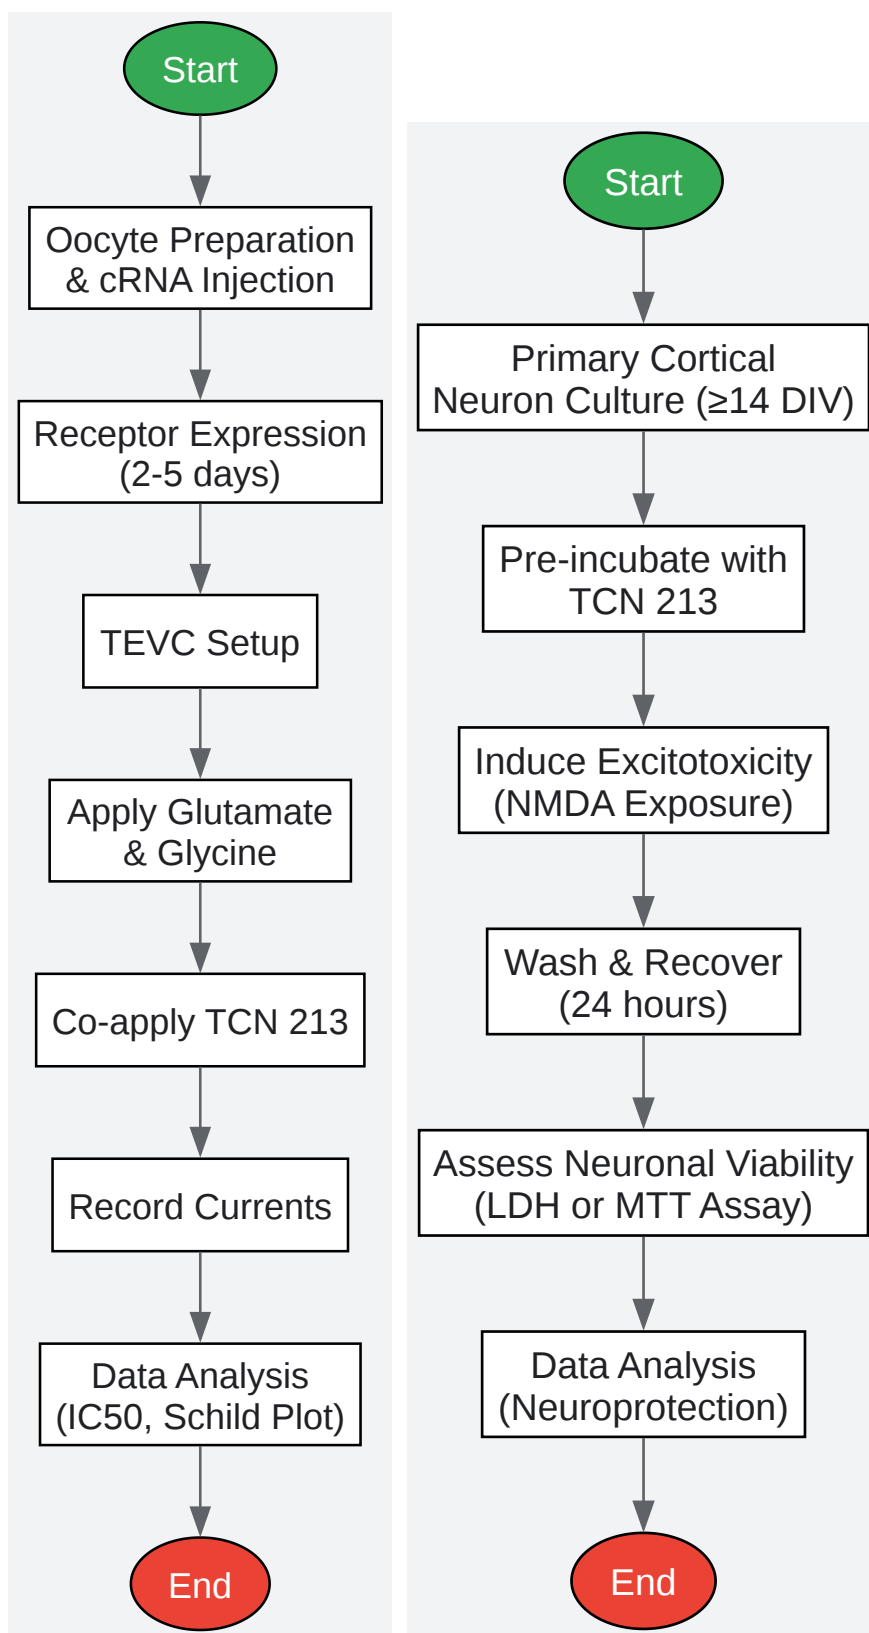 Start
Oocyte Preparation
& cRNA Injection
Receptor Expression
(2-5 days)
TEVC Setup
Apply Glutamate
& Glycine
Co-apply TCN 213
Record Currents
Data Analysis
(IC50, Schild Plot)
End
Start
Primary Cortical
Neuron Culture (≥14 DIV)
Pre-incubate with
TCN 213
Induce Excitotoxicity
(NMDA Exposure)
Wash & Recover
(24 hours)
Assess Neuronal Viability
(LDH or MTT Assay)
Data Analysis
(Neuroprotection)
End